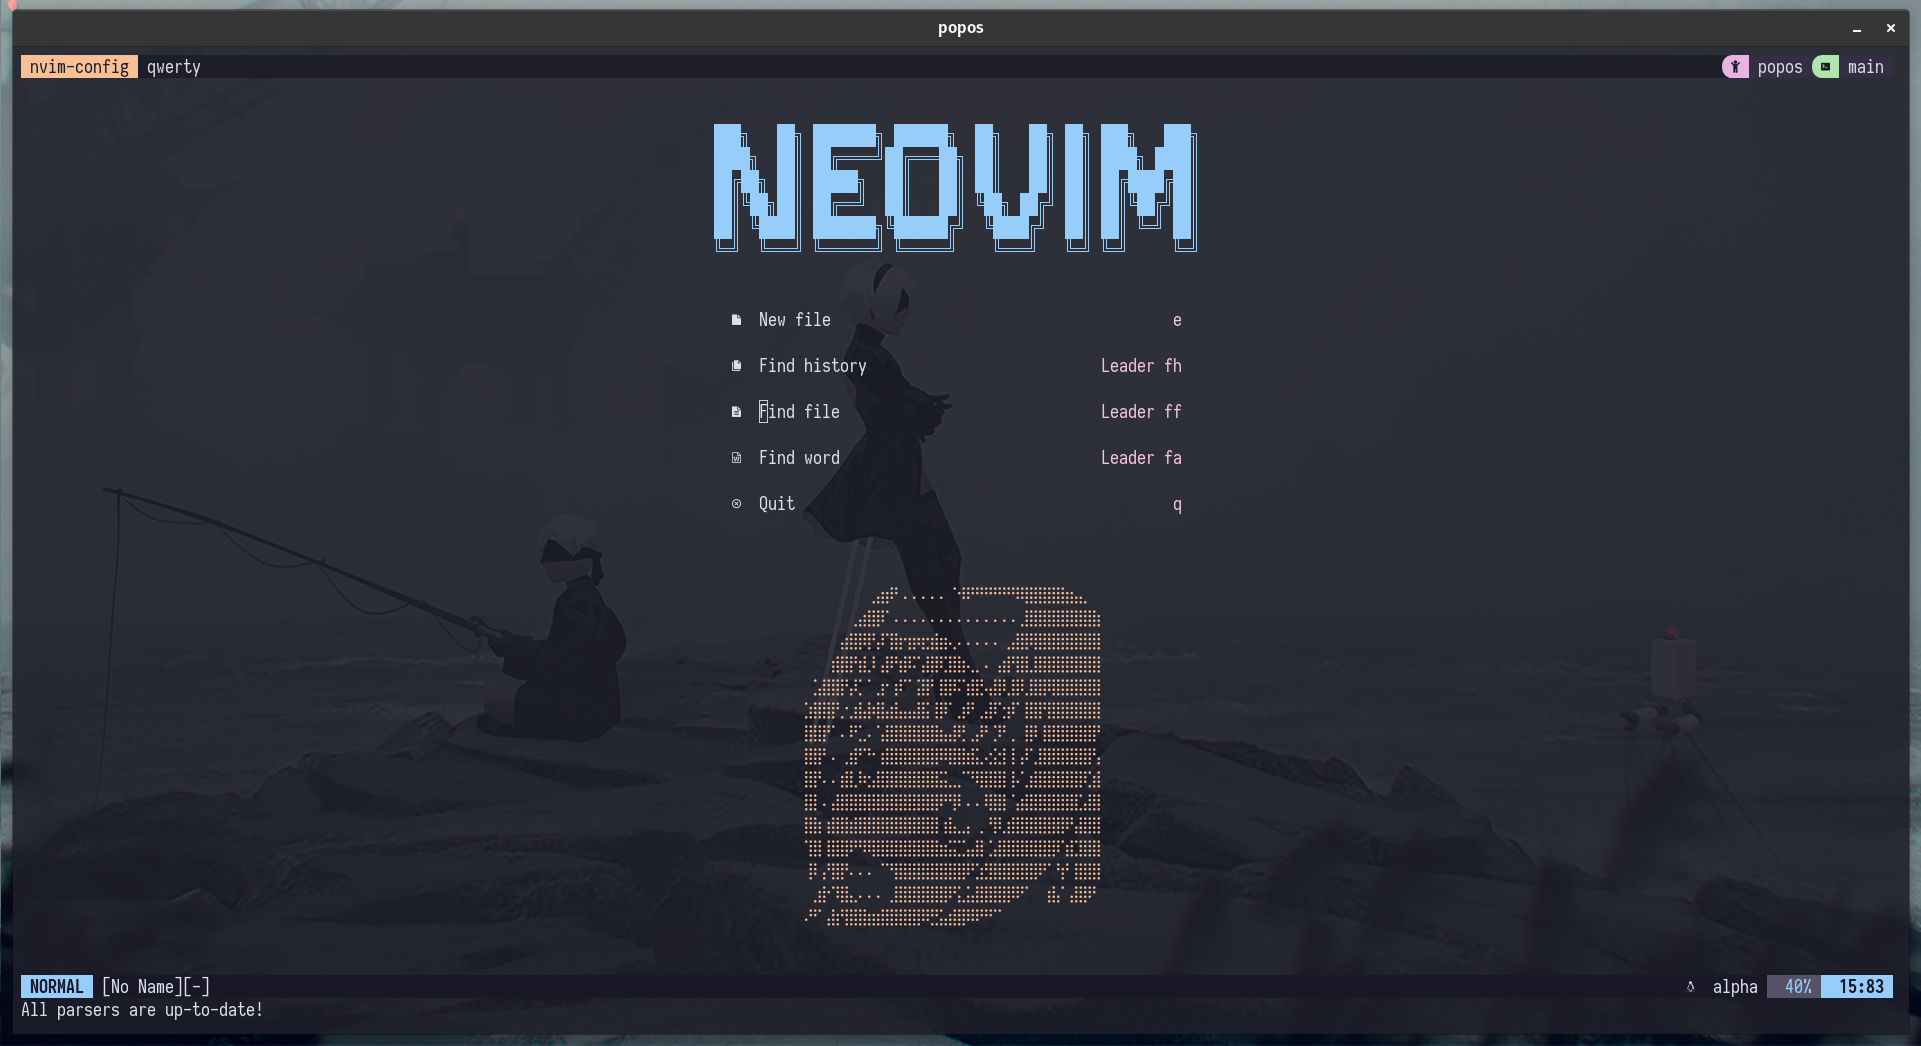 popos
nvim-config qwerty popos main
NEOVIM
New file e
Find history Leader fh
Find file Leader ff
Find word Leader fa
Quit q
NORMAL [No Name][-] alpha 40% 15:83
All parsers are up-to-date!